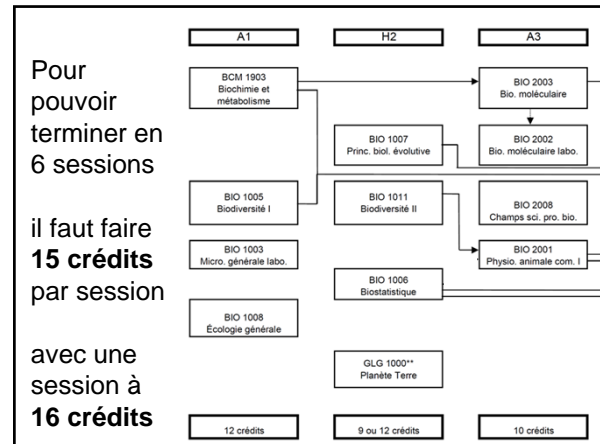 Pour
pouvoir
terminer en
6 sessions
il faut faire
15 crédits
par session
avec une
session à
16 crédits
A1
BCM 1903
Biochimie et
métabolisme
BIO 1005
Biodiversité I
BIO 1003
Micro. générale labo.
BIO 1008
Écologie générale
12 crédits
H2
BIO 1007
Princ. biol. évolutive
BIO 1011
Biodiversité II
BIO 1006
Biostatistique
GLG 1000**
Planète Terre
9 ou 12 crédits
A3
BIO 2003
Bio. moléculaire
BIO 2002
Bio. moléculaire labo.
BIO 2008
Champs sci. pro. bio.
BIO 2001
Physio. animale com. I
10 crédits